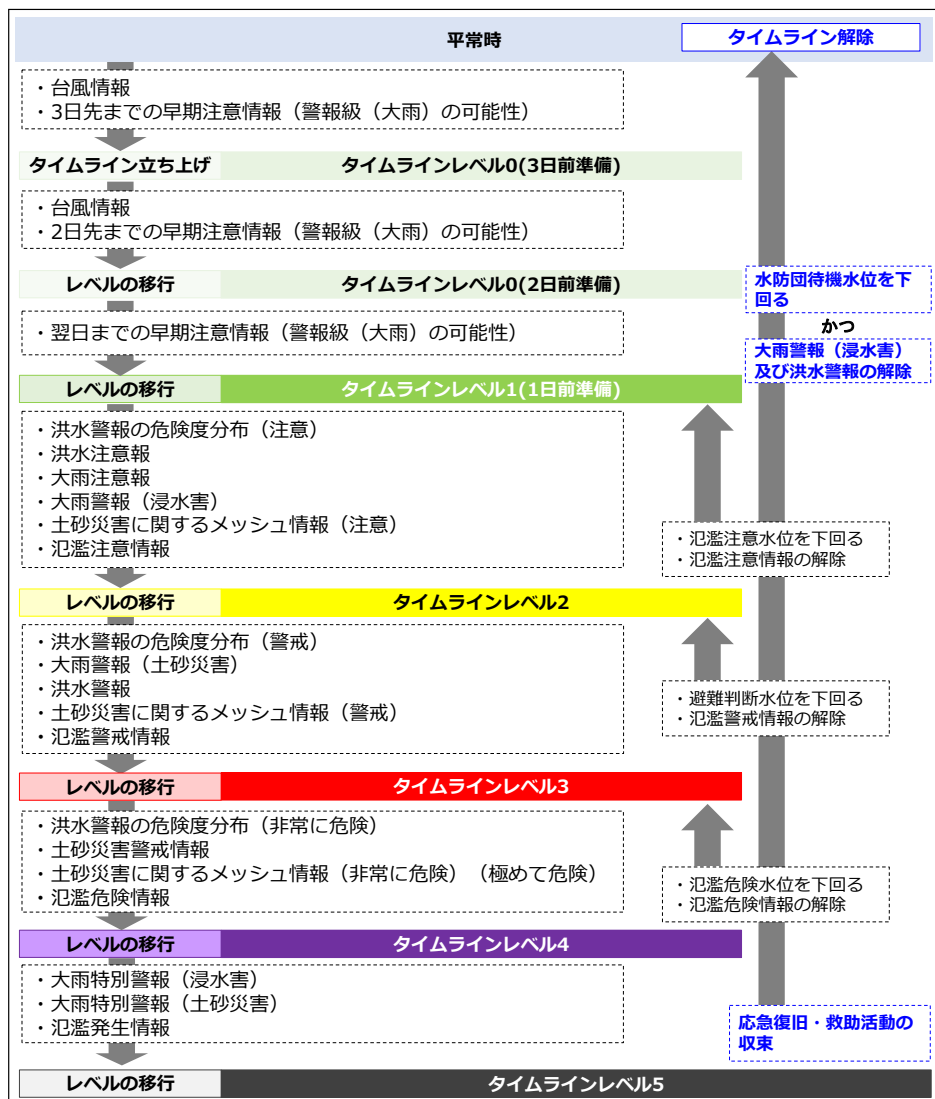 平常時
タイムライン解除
・台風情報
・3日先までの早期注意情報（警報級（大雨）の可能性）
タイムライン立ち上げ
タイムラインレベル0(3日前準備)
・台風情報
・2日先までの早期注意情報（警報級（大雨）の可能性）
レベルの移行
タイムラインレベル0(2日前準備)
水防団待機水位を下
回る
かつ
大雨警報（浸水害）
及び洪水警報の解除
・翌日までの早期注意情報（警報級（大雨）の可能性）
レベルの移行
タイムラインレベル1(1日前準備)
・洪水警報の危険度分布（注意）
・洪水注意報
・大雨注意報
・大雨警報（浸水害）
・土砂災害に関するメッシュ情報（注意）
・氾濫注意情報
・氾濫注意水位を下回る
・氾濫注意情報の解除
レベルの移行
タイムラインレベル2
・洪水警報の危険度分布（警戒）
・大雨警報（土砂災害）
・洪水警報
・土砂災害に関するメッシュ情報（警戒）
・氾濫警戒情報
・避難判断水位を下回る
・氾濫警戒情報の解除
レベルの移行
タイムラインレベル3
・洪水警報の危険度分布（非常に危険）
・土砂災害警戒情報
・土砂災害に関するメッシュ情報（非常に危険）（極めて危険）
・氾濫危険情報
・氾濫危険水位を下回る
・氾濫危険情報の解除
レベルの移行
タイムラインレベル4
・大雨特別警報（浸水害）
・大雨特別警報（土砂災害）
・氾濫発生情報
応急復旧・救助活動の
収束
レベルの移行
タイムラインレベル5